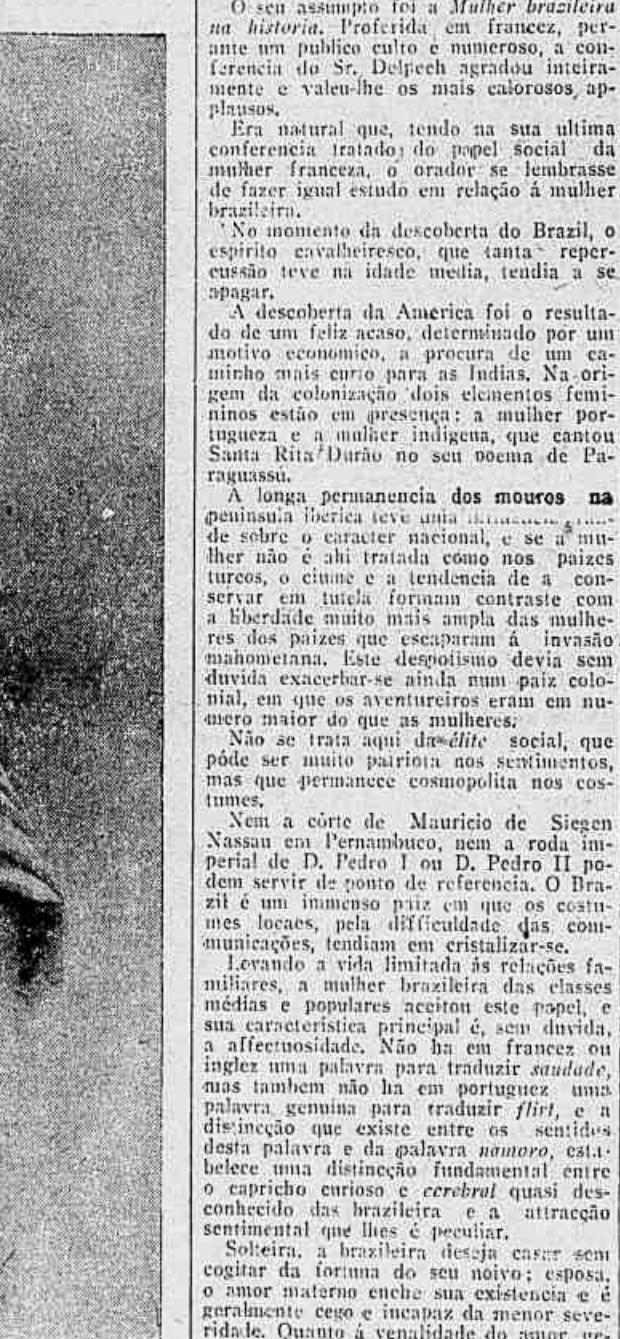 O seu assumpto foi a Mulher brazileira
na historia. Proferida em francez, per-
ante um publico culto e numeroso, a con-
ferencia do Sr. Delpech agradou inteira-
mente e valeu-lhe os mais calorosos ap-
plausos.
Era natural que, tendo na sua ultima
conferencia tratado do papel social da
mulher franceza, o orador se lembrasse
de fazer igual estudo em relação á mulher
brazileira.
No momento da descoberta do Brazil, o
espirito cavalheiresco, que tanta reper-
cussão teve na idade media, tendia a se
apagar.
A descoberta da America foi o resulta-
do de um feliz acaso, determinado por um
motivo economico, a procura de um ca-
minho mais curto para as Indias. Na ori-
gem da colonização dois elementos femi-
ninos estão em presença: a mulher por-
tugueza e a mulher indigena, que cantou
Santa Rita Durão no seu poema de Pa-
raguassú.
A longa permanencia dos mouros na
peninsula iberica teve uma
de sobre o caracter nacional, e se a mu-
lher não é ahi tratada como nos paizes
turcos, o ciume e a tendencia de a con-
servar em tutela formam contraste com
a liberdade muito mais ampla das mulhe-
res dos paizes que escaparam á invasão
mahometana. Este despotismo devia sem
duvida exacerbar-se ainda num paiz colo-
nial, em que os aventureiros eram em nu-
mero maior do que as mulheres.
Não se trata aqui da élite social, que
póde ser muito patriota nos sentimentos,
mas que permanece cosmopolita nos cos-
tumes.
Nem a côrte de Mauricio de Siegen
Nassau em Pernambuco, nem a roda im-
perial de D. Pedro I ou D. Pedro II po-
dem servir de ponto de referencia. O Bra-
zil é um immenso paiz em que os costu-
mes locaes, pela difficuldade das com-
municações, tendiam em cristalizar-se.
Levando a vida limitada ás relações fa-
miliares, a mulher brazileira das classes
médias e populares aceitou este papel, e
sua caracteristica principal é, sem duvida,
a affectuosidade. Não ha em francez ou
inglez uma palavra para traduzir saudade,
mas tambem não ha em portuguez uma
palavra genuina para traduzir flirt, e a
distincção que existe entre os sentidos
desta palavra e da palavra namoro, esta-
belece uma distincção fundamental entre
o capricho curioso e cerebral quasi des-
conhecido das brazileira e a attracção
sentimental que lhes é peculiar.
Solteira, a brazileira deseja casar sem
cogitar da fortuna do seu noivo; esposa,
o amor materno enche sua existencia e é
geralmente cego e incapaz da menor seve-
ridade. Quanto á venalidade do amor